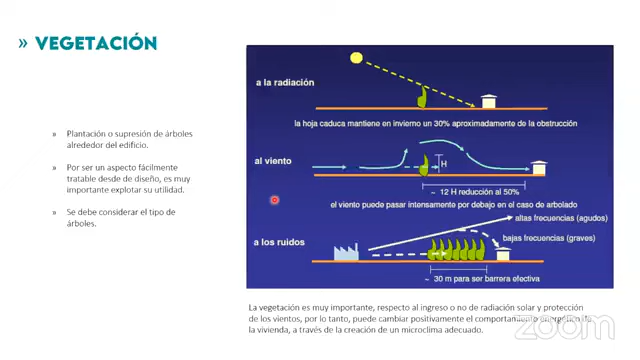 » VEGETACIÓN
» Plantación o supresión de árboles
alrededor del edificio.
» Por ser un aspecto fácilmente
tratable desde de diseño, es muy
importante explotar su utilidad.
» Se debe considerar el tipo de
árboles.
a la radiación
la hoja caduca mantiene en invierno un 30% aproximadamente de la obstrucción
al viento
H
~ 12 H reducción al 50%
el viento puede pasar intensamente por debajo en el caso de arbolado
altas frecuencias (agudos)
a los ruidos
bajas frecuencias (graves)
~ 30 m para ser barrera efectiva
La vegetación es muy importante, respecto al ingreso o no de radiación solar y protección
de los vientos, por lo tanto, puede cambiar positivamente el comportamiento energético de
la vivienda, a través de la creación de un microclima adecuado.
zoom